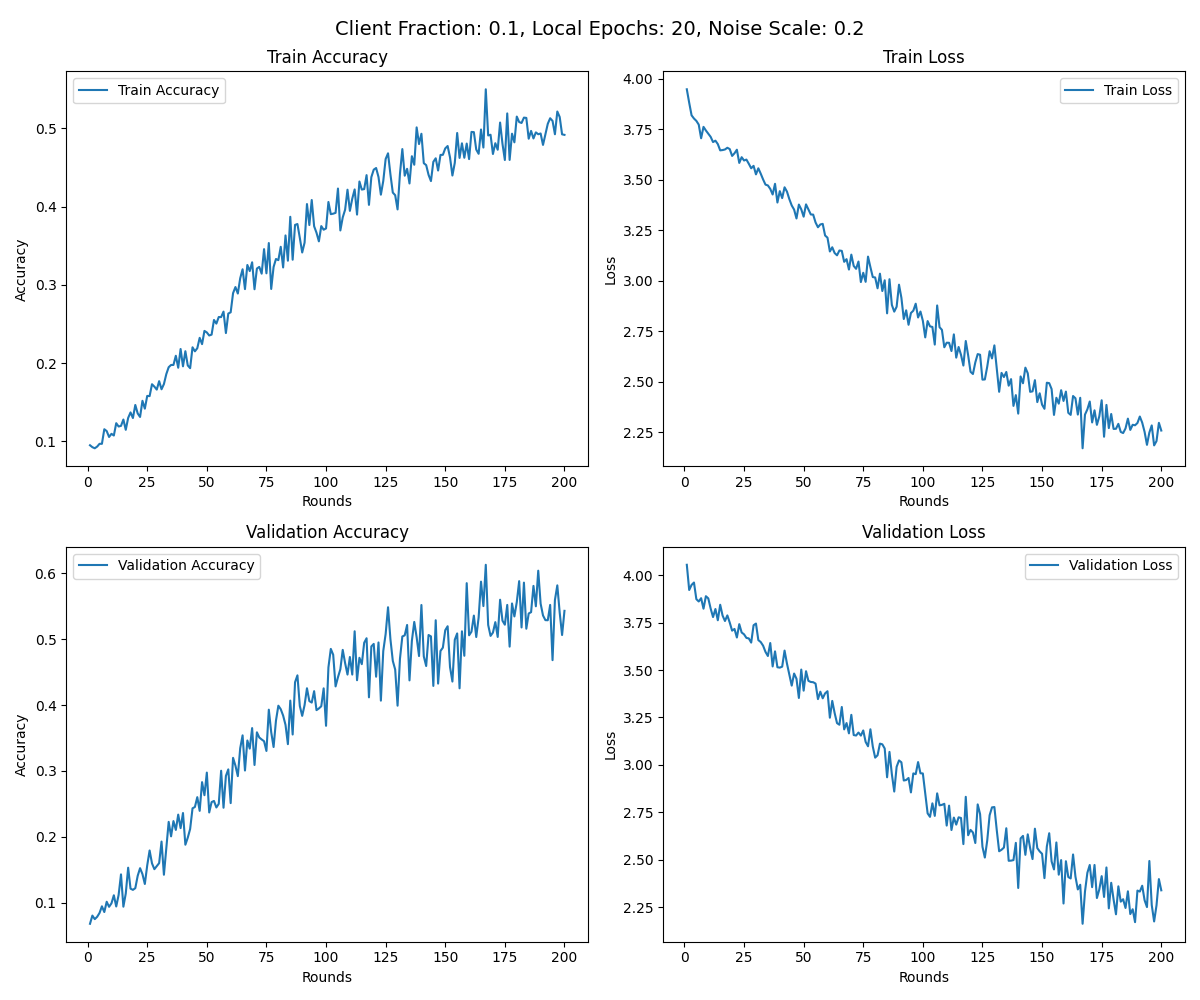 Client Fraction: 0.1, Local Epochs: 20, Noise Scale: 0.2
Train Accuracy
Train Accuracy
0.5
0.4
0.3
0.2
0.1
Accuracy
0 25 50 75 100 125 150 175 200
Rounds
Train Loss
Train Loss
4.00
3.75
3.50
3.25
3.00
2.75
2.50
2.25
Loss
0 25 50 75 100 125 150 175 200
Rounds
Validation Accuracy
Validation Accuracy
0.6
0.5
0.4
0.3
0.2
0.1
Accuracy
0 25 50 75 100 125 150 175 200
Rounds
Validation Loss
Validation Loss
4.00
3.75
3.50
3.25
3.00
2.75
2.50
2.25
Loss
0 25 50 75 100 125 150 175 200
Rounds